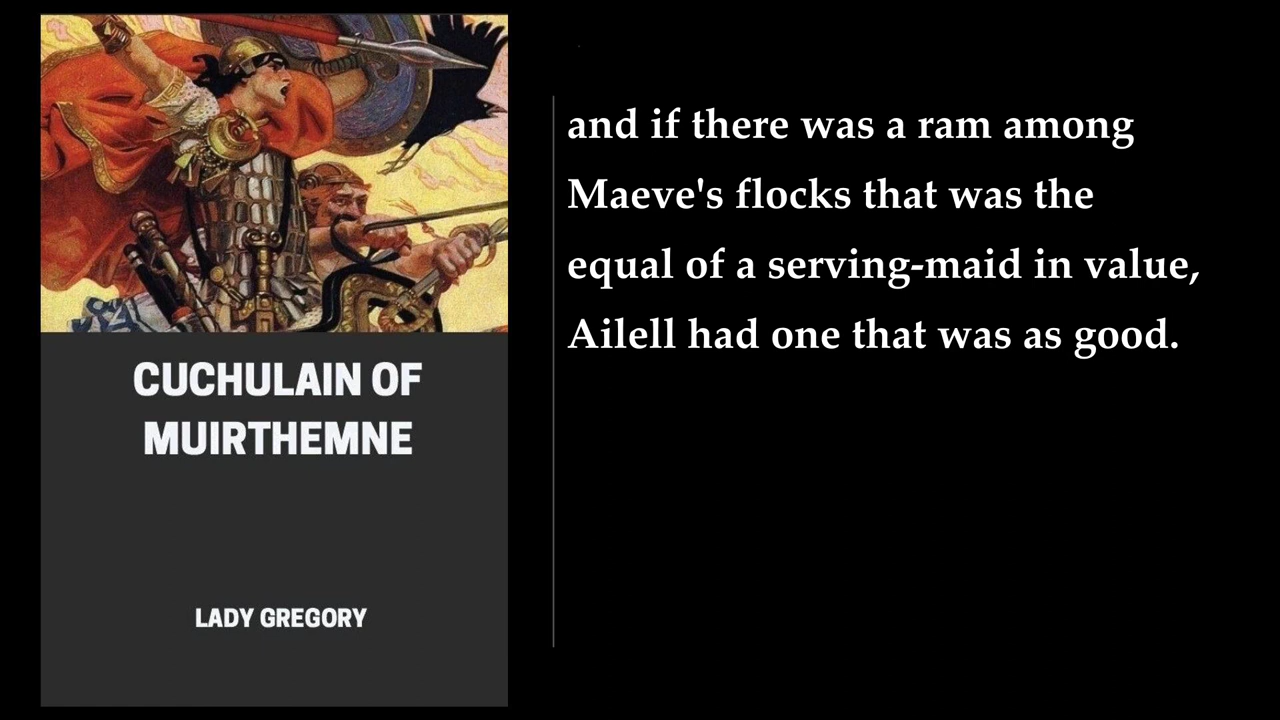 CUCHULAIN OF
MUIRTHEMNE
LADY GREGORY
and if there was a ram among
Maeve's flocks that was the
equal of a serving-maid in value,
Ailell had one that was as good.